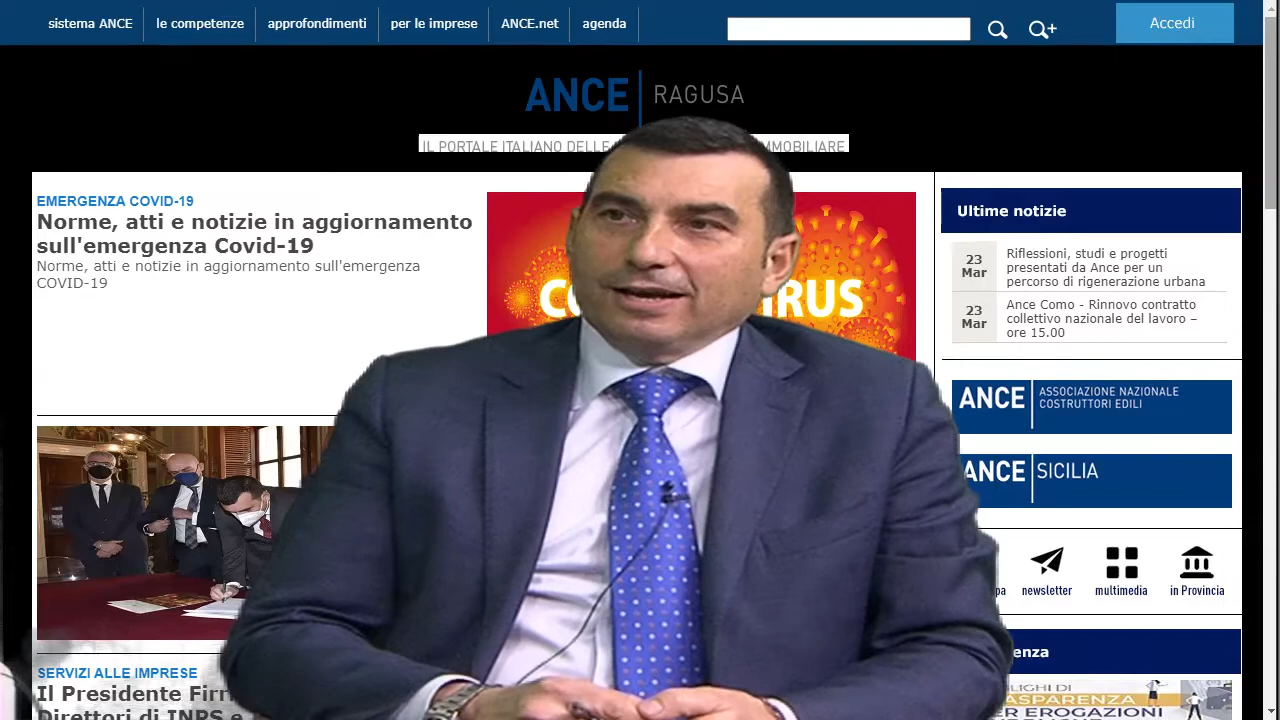 sistema ANCE
le competenze
approfondimenti
per le imprese
ANCE.net
agenda
Accedi
ANCE RAGUSA
IL PORTALE ITALIANO DELLE
EMERGENZA COVID-19
Norme, atti e notizie in aggiornamento
sull'emergenza Covid-19
Norme, atti e notizie in aggiornamento sull'emergenza
COVID-19
Ultime notizie
23 Mar
Riflessioni, studi e progetti
presentati da Ance per un
percorso di rigenerazione urbana
23 Mar
Ance Como - Rinnovo contratto
collettivo nazionale del lavoro –
ore 15.00
ANCE
ASSOCIAZIONE NAZIONALE
COSTRUTTORI EDILI
ANCE SICILIA
newsletter
multimedia
in Provincia
SERVIZI ALLE IMPRESE
Il Presidente
Direttori di INPS e
EROGAZIONI